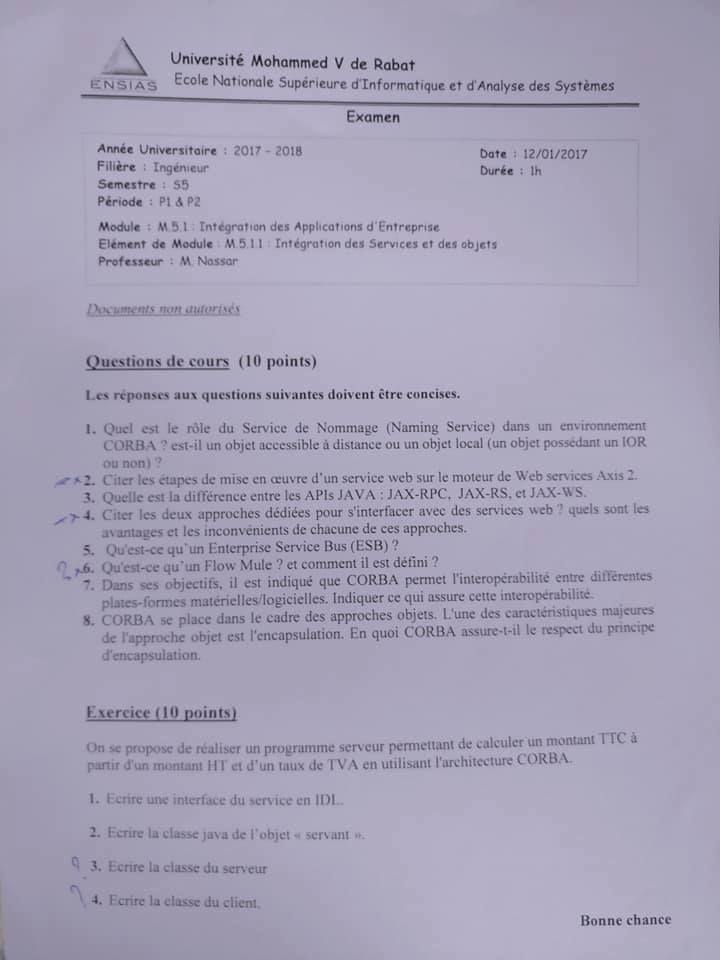 ENSIAS
Université Mohammed V de Rabat
Ecole Nationale Supérieure d'Informatique et d'Analyse des Systèmes
Examen
Année Universitaire : 2017 - 2018
Date : 12/01/2017
Filière : Ingénieur
Durée : 1h
Semestre : S5
Période : P1 & P2
Module : M.5.1 : Intégration des Applications d'Entreprise
Elément de Module : M.5.1.1 : Intégration des Services et des objets
Professeur : M. Nassar
Documents non autorisés
Questions de cours (10 points)
Les réponses aux questions suivantes doivent être concises.
1. Quel est le rôle du Service de Nommage (Naming Service) dans un environnement
CORBA ? est-il un objet accessible à distance ou un objet local (un objet possédant un IOR
ou non) ?
2. Citer les étapes de mise en œuvre d'un service web sur le moteur de Web services Axis 2.
3. Quelle est la différence entre les APIs JAVA : JAX-RPC, JAX-RS, et JAX-WS.
4. Citer les deux approches dédiées pour s'interfacer avec des services web ? quels sont les
avantages et les inconvénients de chacune de ces approches.
5. Qu'est-ce qu'un Enterprise Service Bus (ESB) ?
6. Qu'est-ce qu'un Flow Mule ? et comment il est défini ?
7. Dans ses objectifs, il est indiqué que CORBA permet l'interopérabilité entre différentes
plates-formes matérielles/logicielles. Indiquer ce qui assure cette interopérabilité.
8. CORBA se place dans le cadre des approches objets. L'une des caractéristiques majeures
de l'approche objet est l'encapsulation. En quoi CORBA assure-t-il le respect du principe
d'encapsulation.
Exercice (10 points)
On se propose de réaliser un programme serveur permettant de calculer un montant TTC à
partir d'un montant HT et d'un taux de TVA en utilisant l'architecture CORBA.
1. Ecrire une interface du service en IDL.
2. Ecrire la classe java de l'objet « servant ».
3. Ecrire la classe du serveur
4. Ecrire la classe du client.
Bonne chance